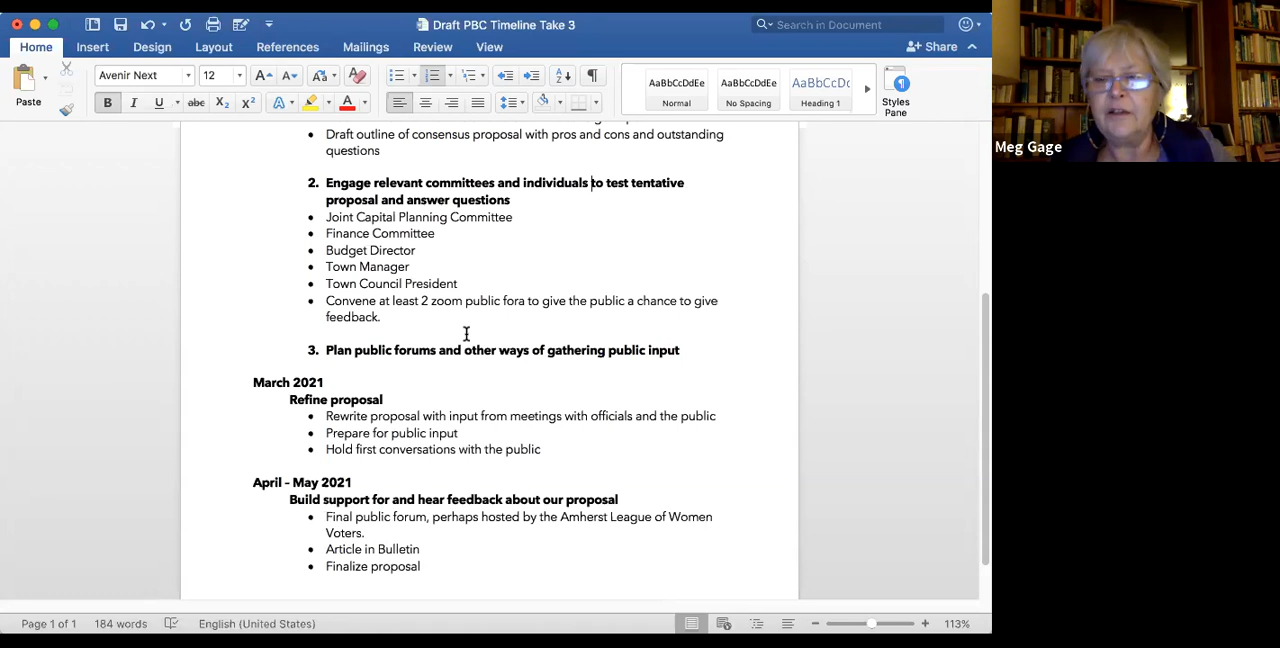 Draft PBC Timeline Take 3
Search in Document
Home Insert Design Layout References Mailings Review View
Share
Paste
Avenir Next 12
AaBbCcDdEe AaBbCcDdEe AaBbCcDc
Normal No Spacing Heading 1
Styles
Pane
• Draft outline of consensus proposal with pros and cons and outstanding
questions
2. Engage relevant committees and individuals to test tentative
proposal and answer questions
• Joint Capital Planning Committee
• Finance Committee
• Budget Director
• Town Manager
• Town Council President
• Convene at least 2 zoom public fora to give the public a chance to give
feedback.
3. Plan public forums and other ways of gathering public input
March 2021
Refine proposal
• Rewrite proposal with input from meetings with officials and the public
• Prepare for public input
• Hold first conversations with the public
April – May 2021
Build support for and hear feedback about our proposal
• Final public forum, perhaps hosted by the Amherst League of Women
Voters.
• Article in Bulletin
• Finalize proposal
Page 1 of 1 184 words English (United States) 113%
Meg Gage